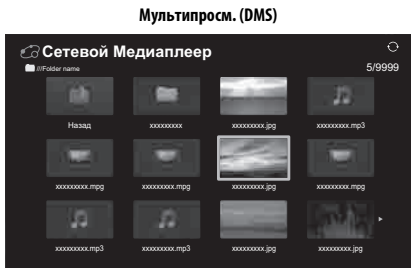 Мультипросм. (DMS)
Сетевой Медиаплеер
///Folder name
5/9999
Назад xxxxxxxxx xxxxxxxxx.jpg xxxxxxxxx.mp3
xxxxxxxxx.mpg xxxxxxxxx.mpg xxxxxxxxx.jpg xxxxxxxxx.mpg
xxxxxxxxx.mp3 xxxxxxxxx.mp3 xxxxxxxxx.jpg xxxxxxxxx.jpg